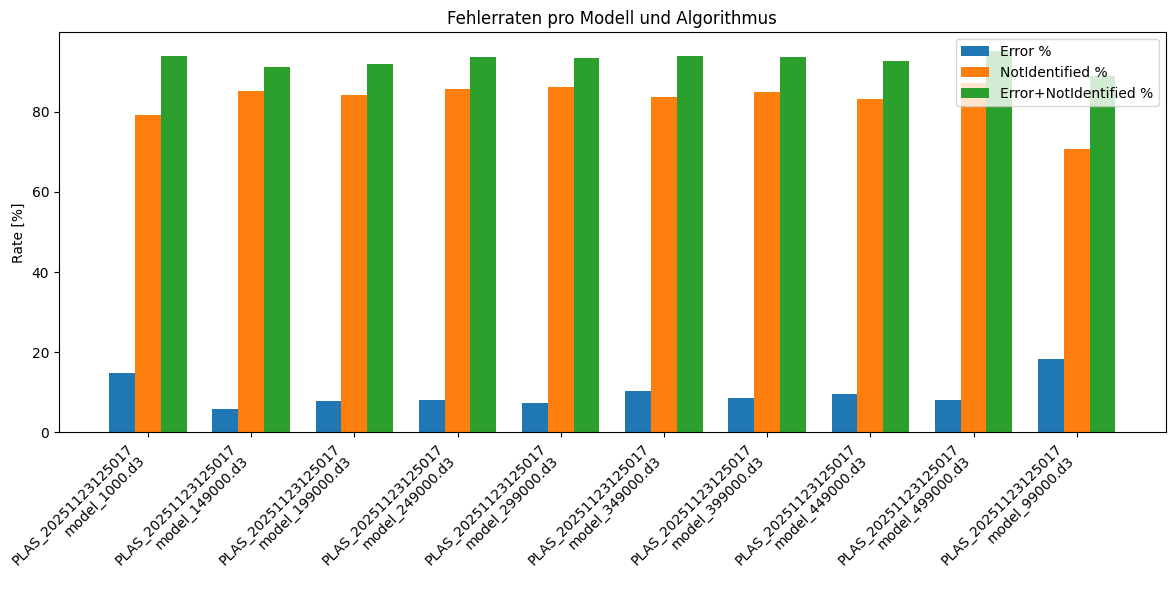 Fehlerraten pro Modell und Algorithmus
Error %
NotIdentified %
Error+NotIdentified %
Rate [%]
80
60
40
20
0
PLAS_20251123125017
model_1000.d3
PLAS_20251123125017
model_149000.d3
PLAS_20251123125017
model_199000.d3
PLAS_20251123125017
model_249000.d3
PLAS_20251123125017
model_299000.d3
PLAS_20251123125017
model_349000.d3
PLAS_20251123125017
model_399000.d3
PLAS_20251123125017
model_449000.d3
PLAS_20251123125017
model_499000.d3
PLAS_20251123125017
model_99000.d3